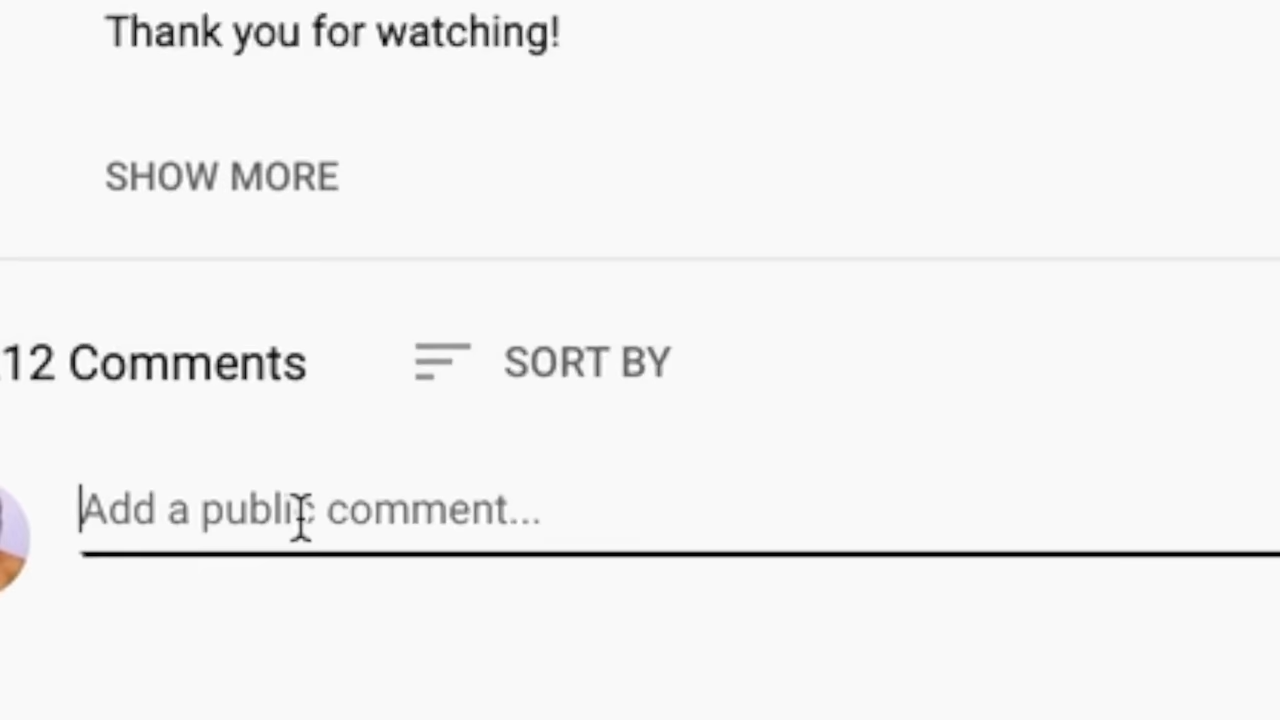 Thank you for watching!
SHOW MORE
12 Comments
SORT BY
Add a public comment...